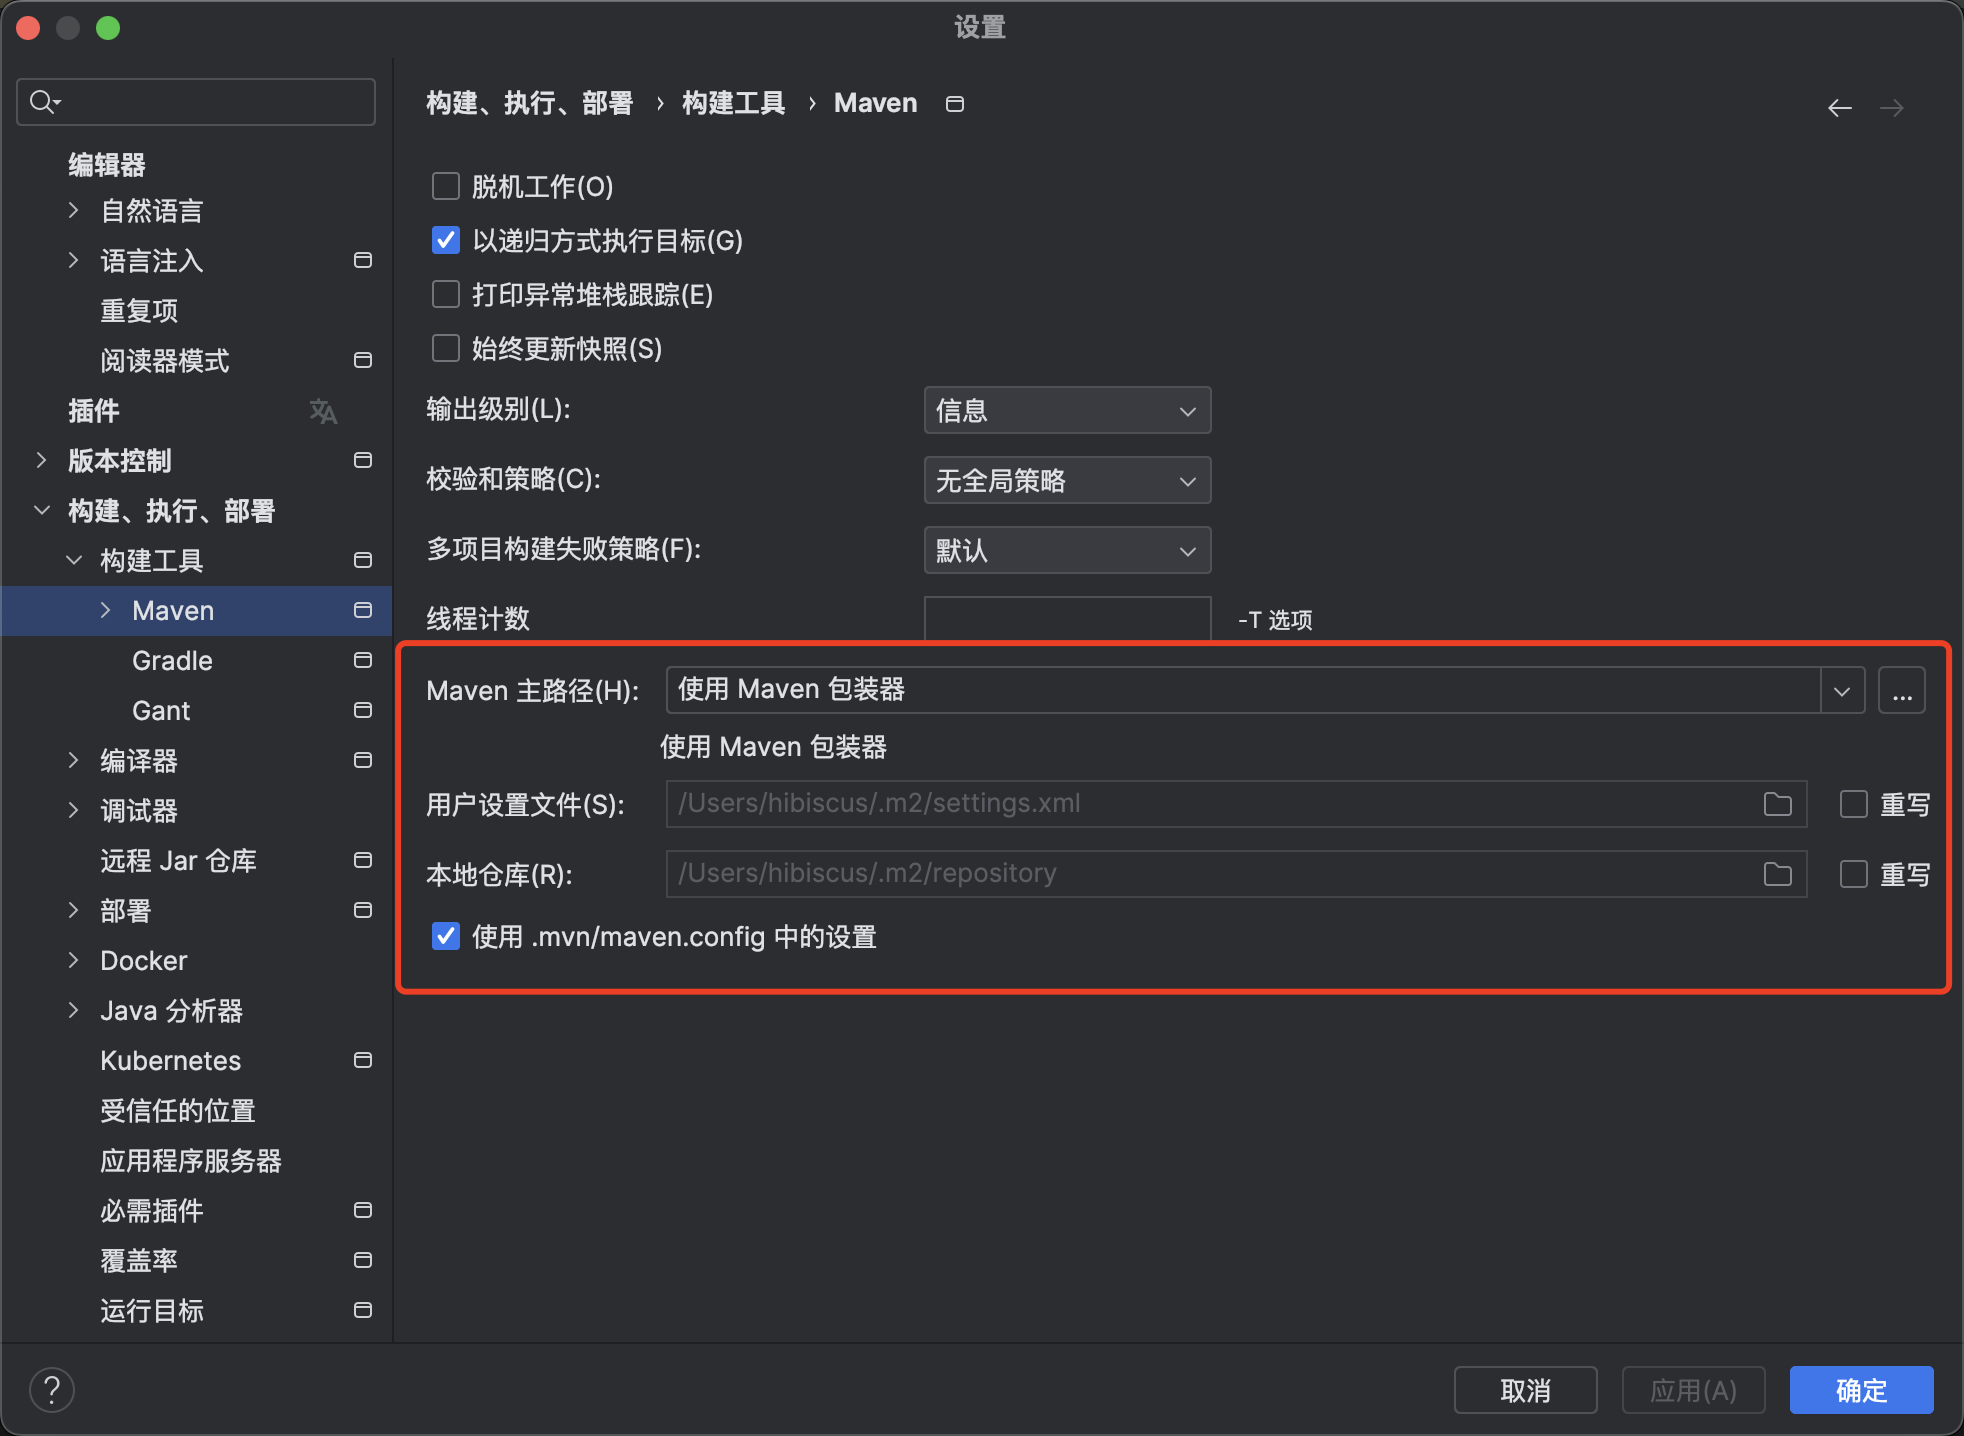 设置
编辑器
自然语言
语言注入
重复项
阅读器模式
插件
版本控制
构建、执行、部署
构建工具
Maven
Gradle
Gant
编译器
调试器
远程 Jar 仓库
部署
Docker
Java 分析器
Kubernetes
受信任的位置
应用程序服务器
必需插件
覆盖率
运行目标
构建、执行、部署 › 构建工具 › Maven
脱机工作(O)
以递归方式执行目标(G)
打印异常堆栈跟踪(E)
始终更新快照(S)
输出级别(L): 信息
校验和策略(C): 无全局策略
多项目构建失败策略(F): 默认
线程计数 -T 选项
Maven 主路径(H): 使用 Maven 包装器 ...
使用 Maven 包装器
用户设置文件(S): /Users/hibiscus/.m2/settings.xml 重写
本地仓库(R): /Users/hibiscus/.m2/repository 重写
使用 .mvn/maven.config 中的设置
? 取消 应用(A) 确定